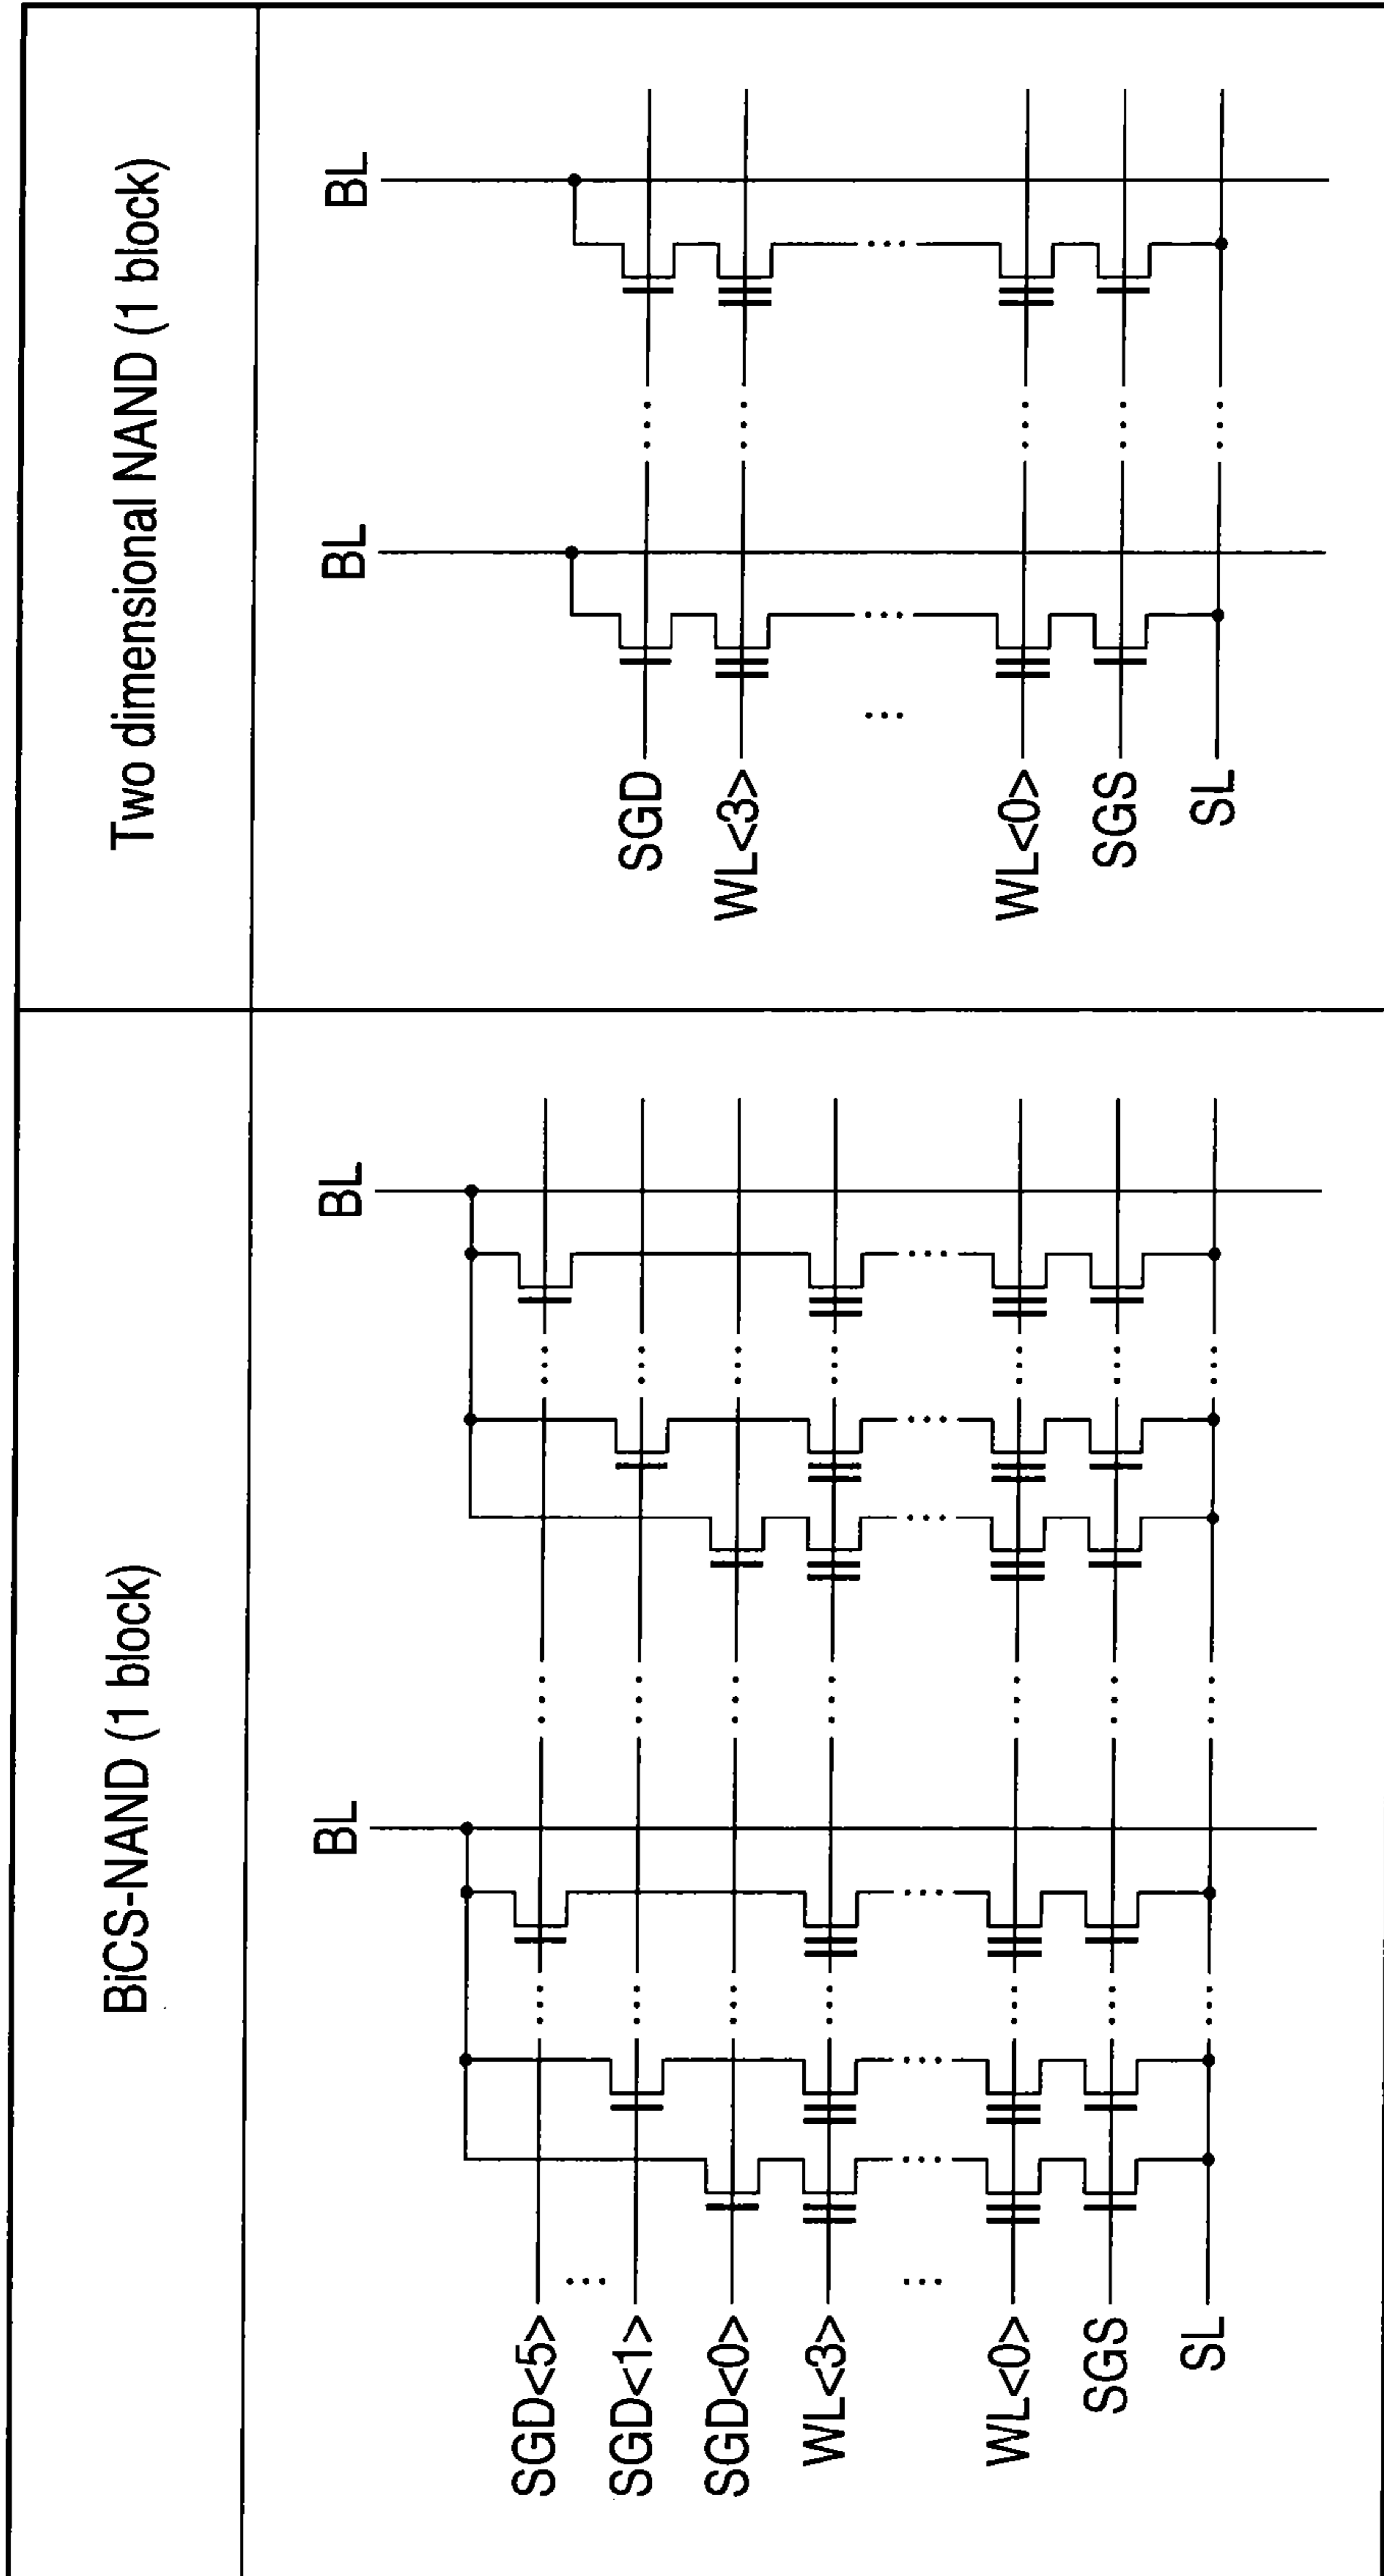 BiCS-NAND (1 block)
Two dimensional NAND (1 block)
BL
BL
SGD<5>
...
SGD<1>
SGD<0>
WL<3>
...
WL<0>
SGS
SL
BL
BL
SGD
WL<3>
...
WL<0>
SGS
SL